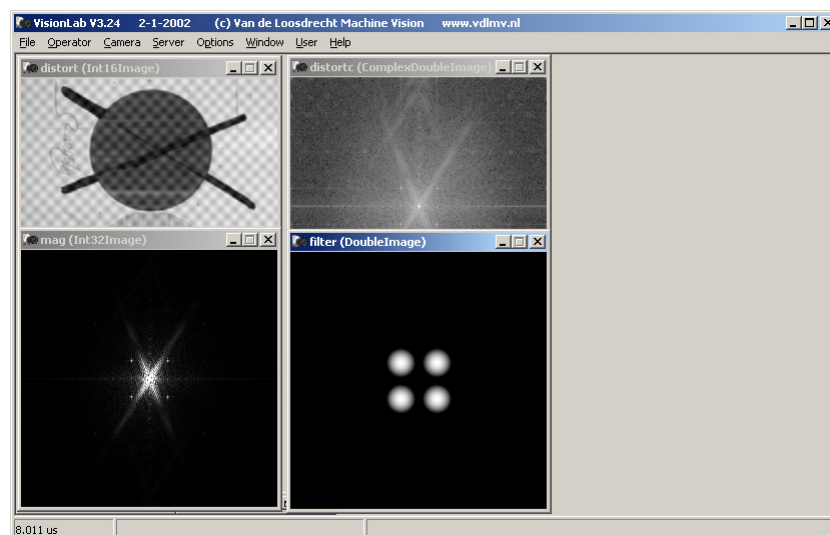 VisionLab V3.24 2-1-2002 (c) Van de Loosdrecht Machine Vision www.vdlmv.nl
File Operator Camera Server Options Window User Help
distort (Int16Image)
distortc (ComplexDoubleImage)
mag (Int32Image)
filter (DoubleImage)
8.011 us